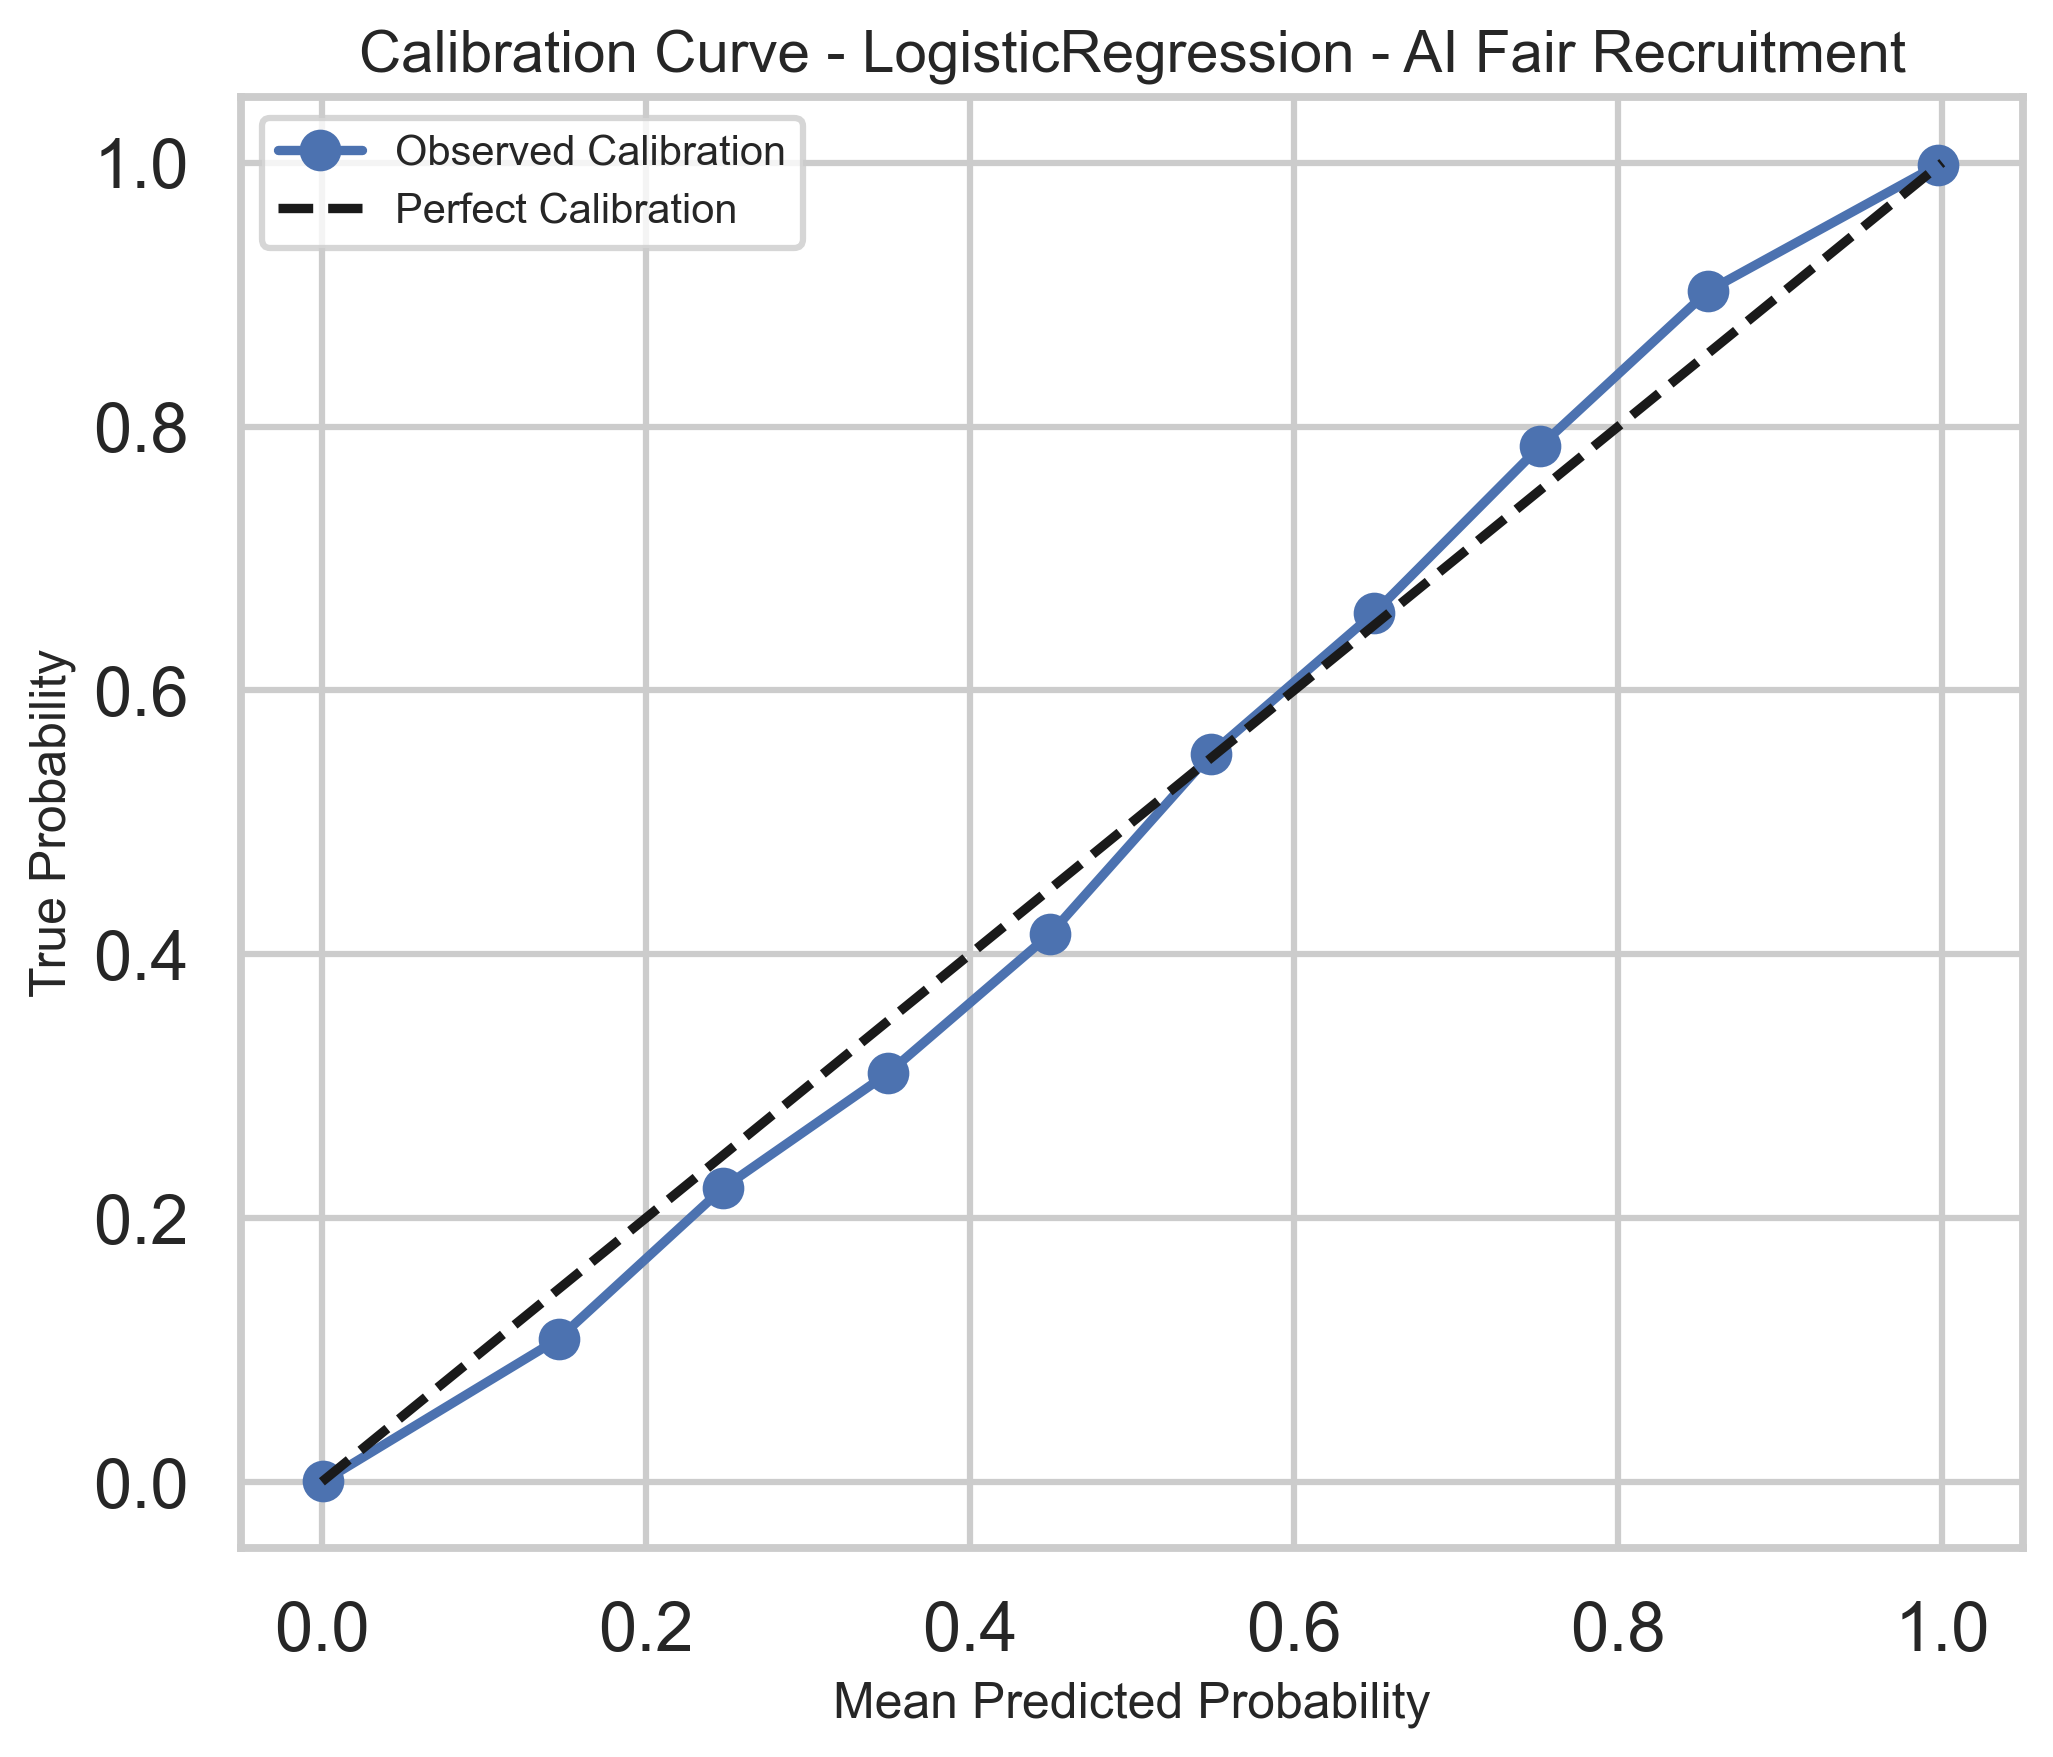 Calibration Curve - LogisticRegression - AI Fair Recruitment
Observed Calibration
Perfect Calibration
1.0
0.8
0.6
0.4
0.2
0.0
True Probability
0.0 0.2 0.4 0.6 0.8 1.0
Mean Predicted Probability